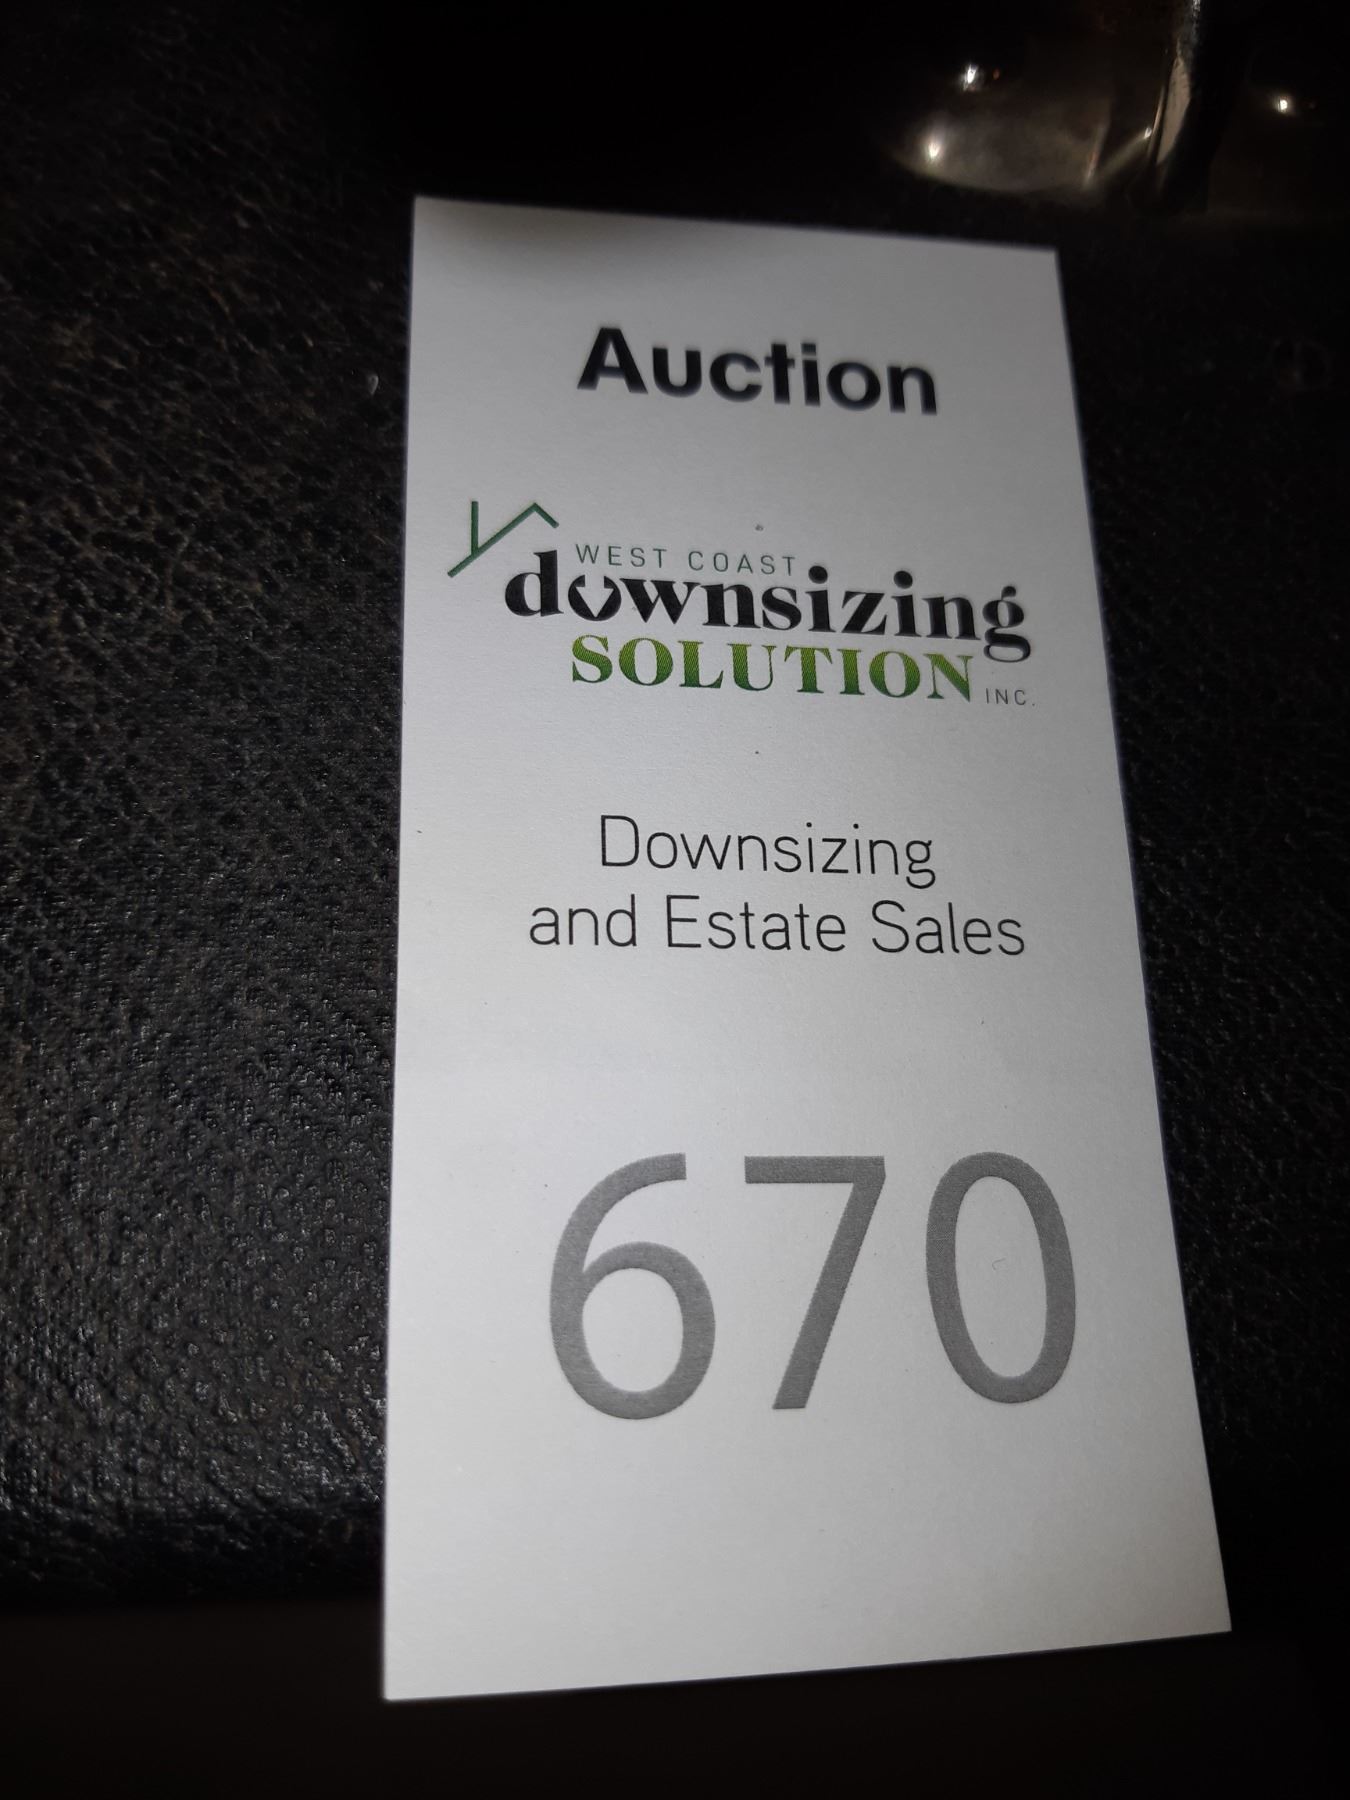 Auction
WEST COAST
downsizing
SOLUTION INC.
Downsizing
and Estate Sales
670